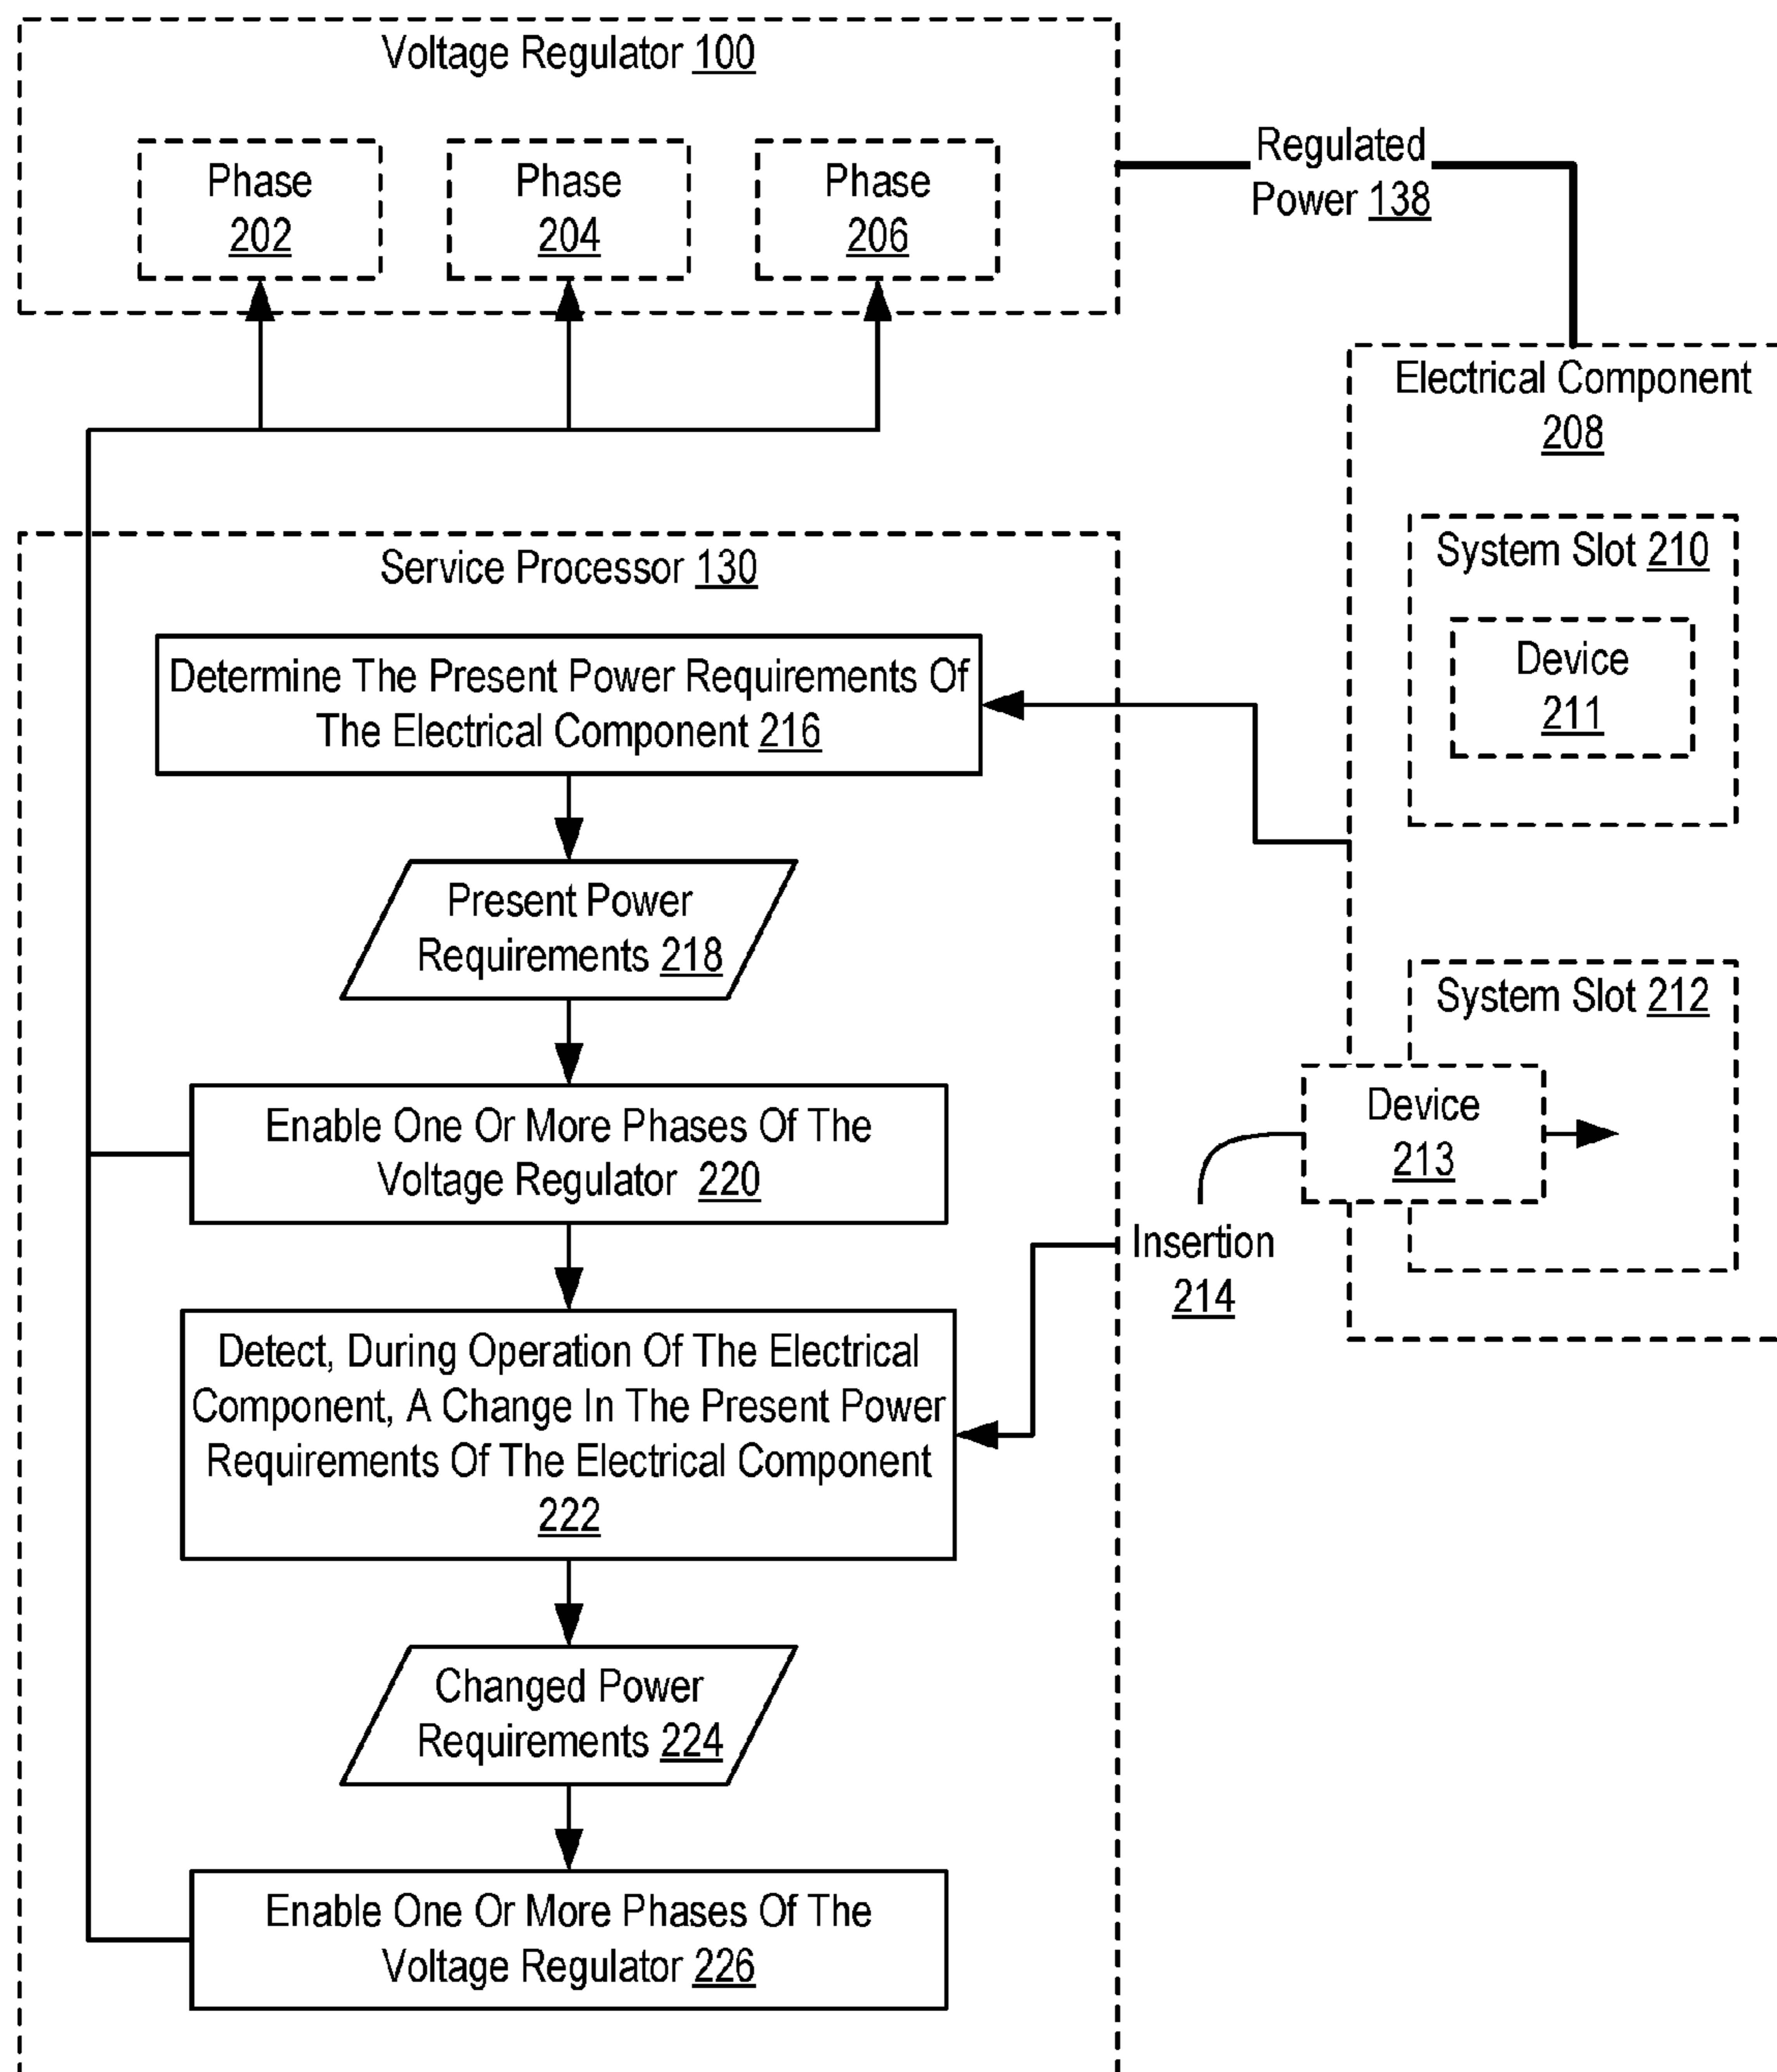 Voltage Regulator 100
Phase
202
Phase
204
Phase
206
Regulated
Power 138
Electrical Component
208
System Slot 210
Device
211
System Slot 212
Device
213
Insertion
214
Service Processor 130
Determine The Present Power Requirements Of
The Electrical Component 216
Present Power
Requirements 218
Enable One Or More Phases Of The
Voltage Regulator 220
Detect, During Operation Of The Electrical
Component, A Change In The Present Power
Requirements Of The Electrical Component
222
Changed Power
Requirements 224
Enable One Or More Phases Of The
Voltage Regulator 226